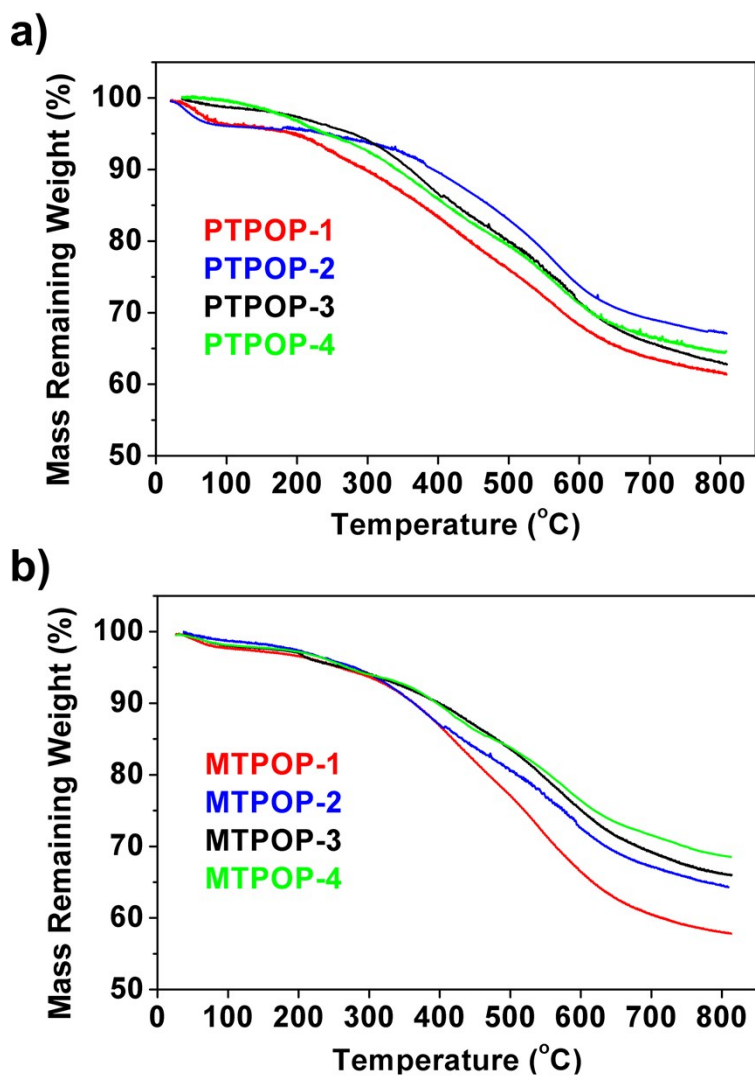 a)
Mass Remaining Weight (%)
100
90
80
70
60
50
PTPOP-1
PTPOP-2
PTPOP-3
PTPOP-4
0 100 200 300 400 500 600 700 800
Temperature (°C)
b)
Mass Remaining Weight (%)
100
90
80
70
60
50
MTPOP-1
MTPOP-2
MTPOP-3
MTPOP-4
0 100 200 300 400 500 600 700 800
Temperature (°C)